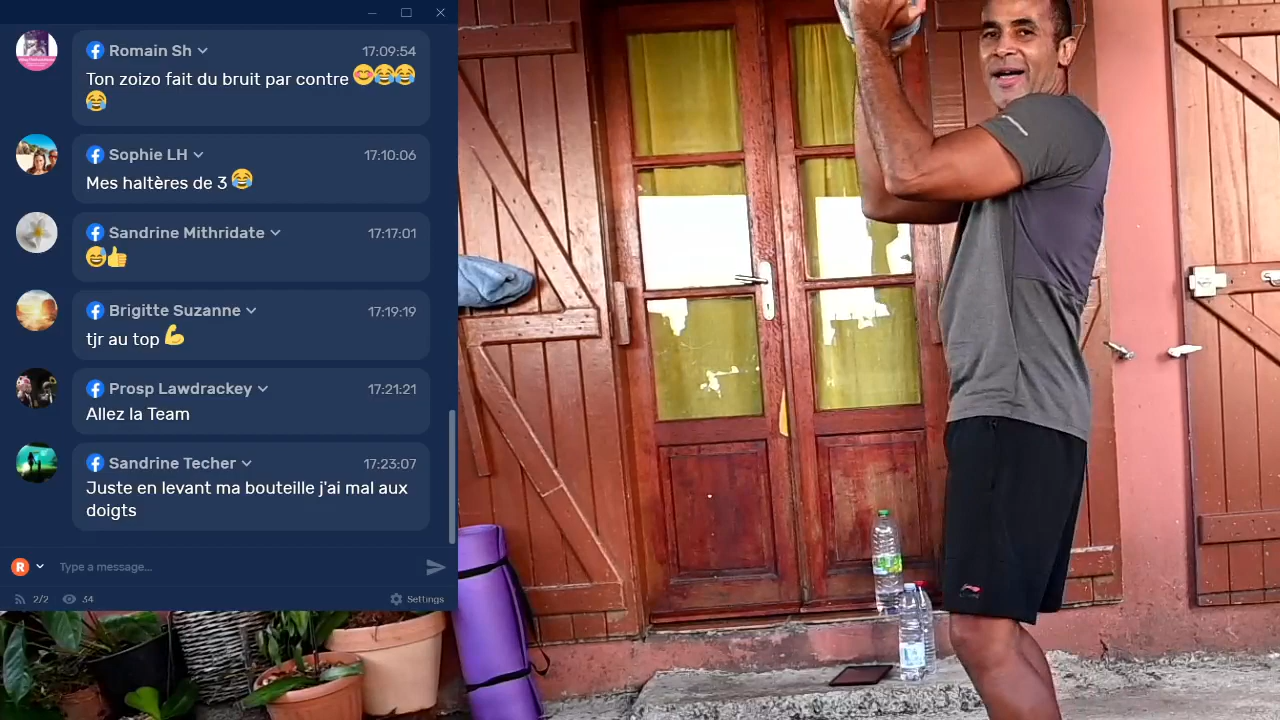 Romain Sh 17:09:54
Ton zoizo fait du bruit par contre 😊😂😂
😂
Sophie LH 17:10:06
Mes haltères de 3 😂
Sandrine Mithridate 17:17:01
😅👍
Brigitte Suzanne 17:19:19
tjr au top 💪
Prosp Lawdrackey 17:21:21
Allez la Team
Sandrine Techer 17:23:07
Juste en levant ma bouteille j'ai mal aux
doigts
R Type a message...
2/2 34 Settings